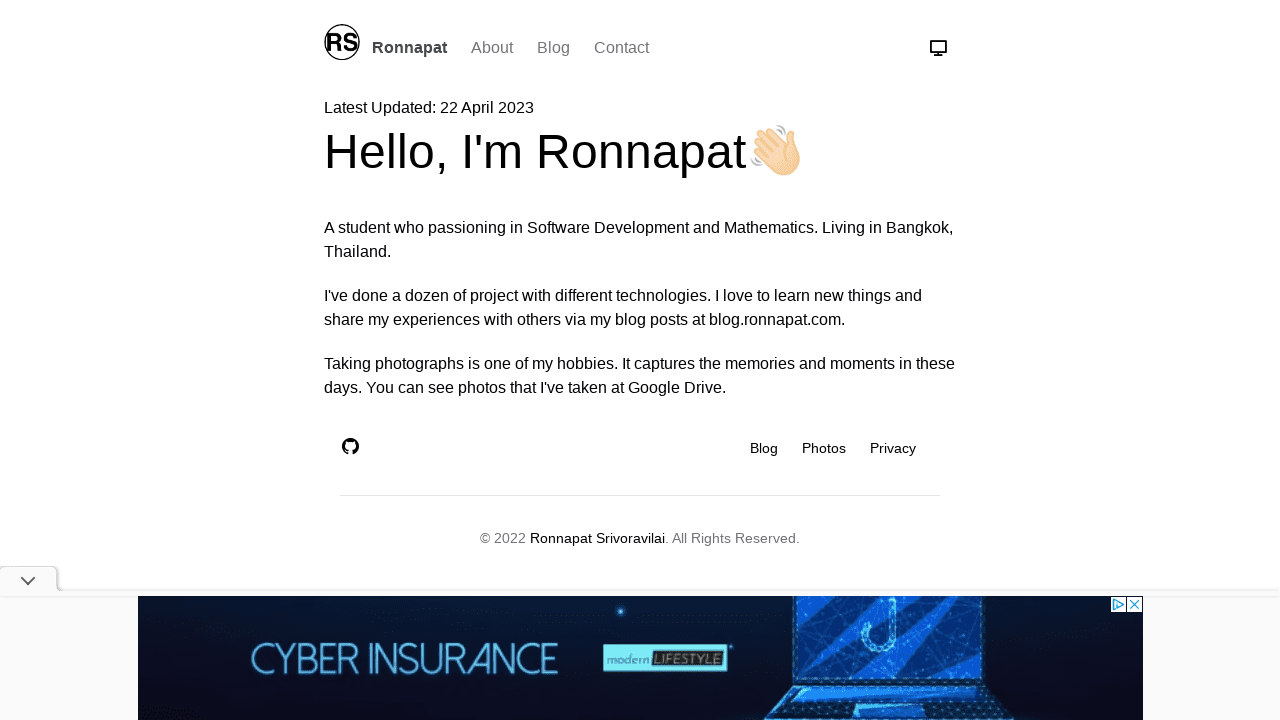 RS Ronnapat About Blog Contact
Latest Updated: 22 April 2023
Hello, I'm Ronnapat
A student who passioning in Software Development and Mathematics. Living in Bangkok,
Thailand.
I've done a dozen of project with different technologies. I love to learn new things and
share my experiences with others via my blog posts at blog.ronnapat.com.
Taking photographs is one of my hobbies. It captures the memories and moments in these
days. You can see photos that I've taken at Google Drive.
Blog Photos Privacy
© 2022 Ronnapat Srivoravilai. All Rights Reserved.
CYBER INSURANCE modern LIFESTYLE